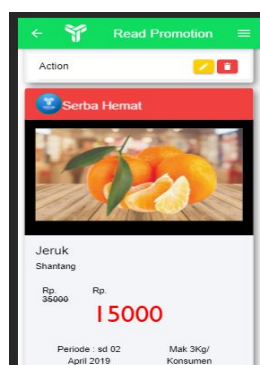 Read Promotion
Action
Serba Hemat
Jeruk
Shantang
Rp. Rp.
35000
15000
Periode : sd 02 Mak 3Kg/
April 2019 Konsumen